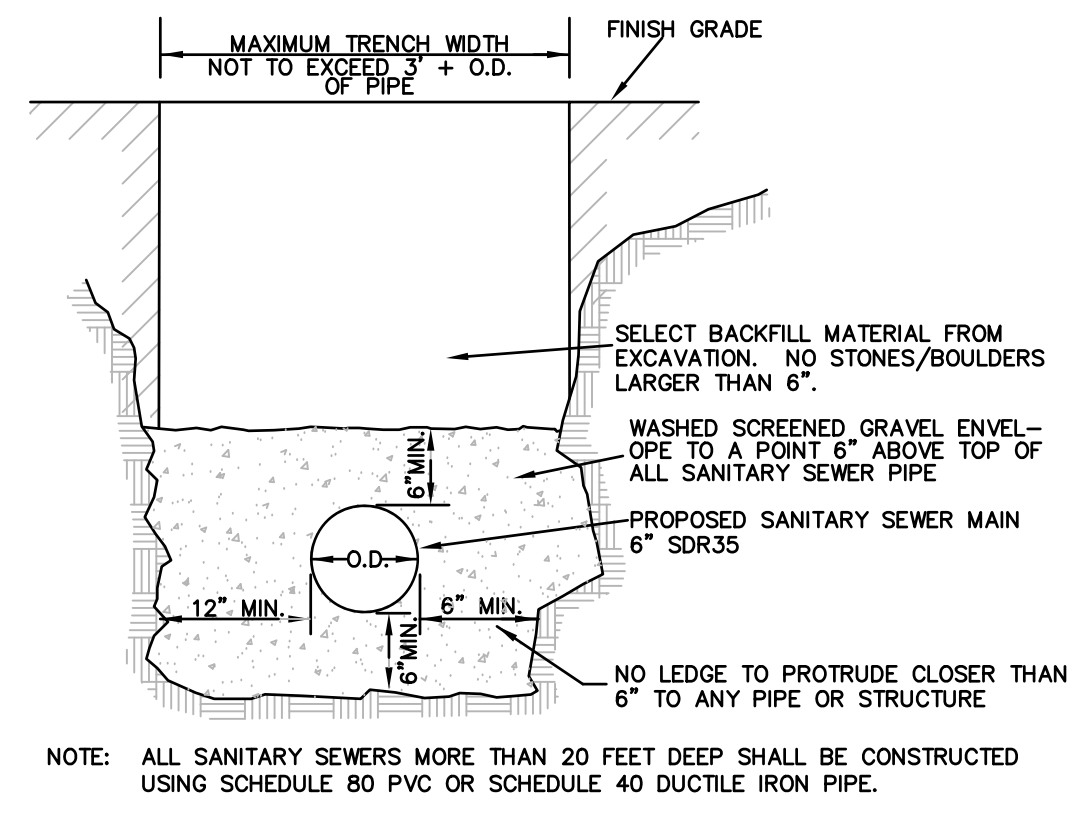 MAXIMUM TRENCH WIDTH
NOT TO EXCEED 3' + O.D.
OF PIPE
FINISH GRADE
SELECT BACKFILL MATERIAL FROM
EXCAVATION. NO STONES/BOULDERS
LARGER THAN 6".
WASHED SCREENED GRAVEL ENVEL-
OPE TO A POINT 6" ABOVE TOP OF
ALL SANITARY SEWER PIPE
6"MIN.
PROPOSED SANITARY SEWER MAIN
6" SDR35
O.D.
12" MIN.
6" MIN.
6"MIN.
NO LEDGE TO PROTRUDE CLOSER THAN
6" TO ANY PIPE OR STRUCTURE
NOTE: ALL SANITARY SEWERS MORE THAN 20 FEET DEEP SHALL BE CONSTRUCTED
USING SCHEDULE 80 PVC OR SCHEDULE 40 DUCTILE IRON PIPE.